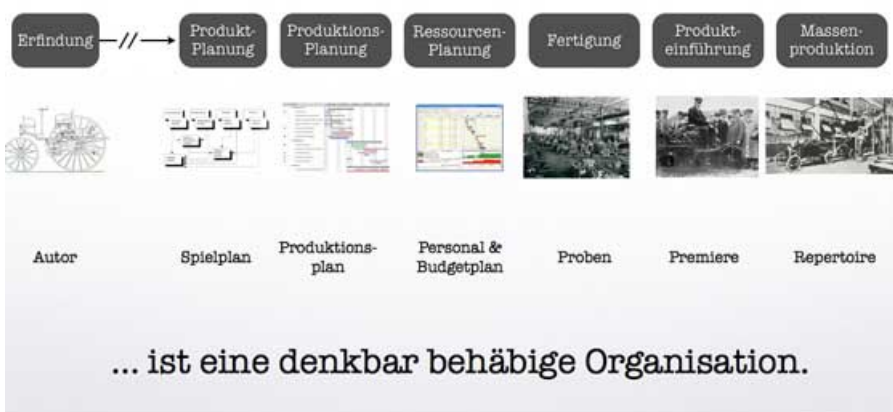 Erfindung
Produkt-
Planung
Produktions-
Planung
Ressourcen-
Planung
Fertigung
Produkt-
einführung
Massen-
produktion
Autor
Spielplan
Produktions-
plan
Personal &
Budgetplan
Proben
Premiere
Repertoire
... ist eine denkbar behäbige Organisation.